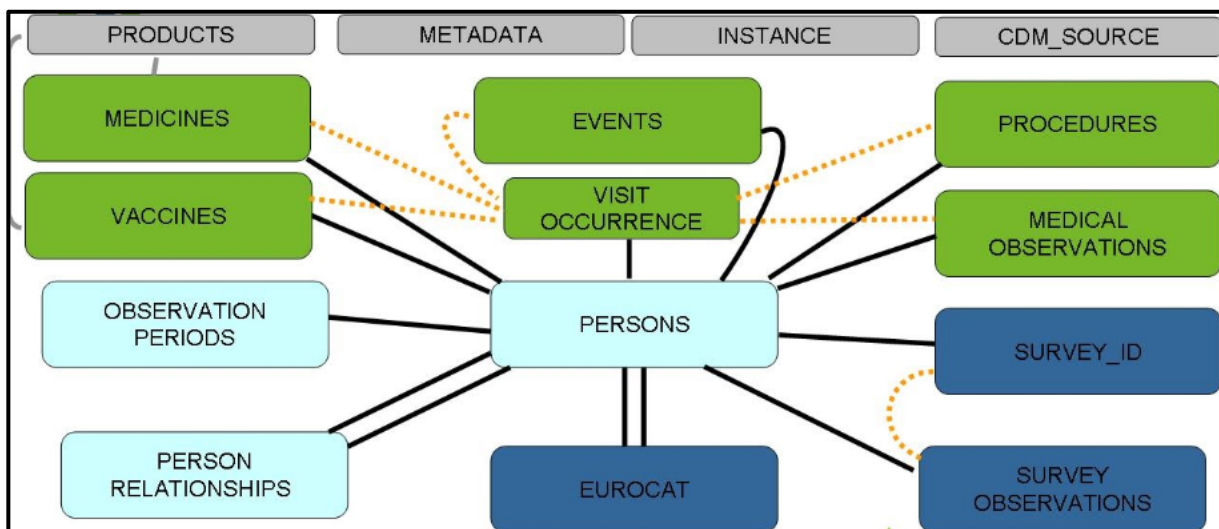 PRODUCTS
METADATA
INSTANCE
CDM_SOURCE
MEDICINES
EVENTS
PROCEDURES
VACCINES
VISIT
OCCURRENCE
MEDICAL
OBSERVATIONS
OBSERVATION
PERIODS
PERSONS
SURVEY_ID
PERSON
RELATIONSHIPS
EUROCAT
SURVEY
OBSERVATIONS